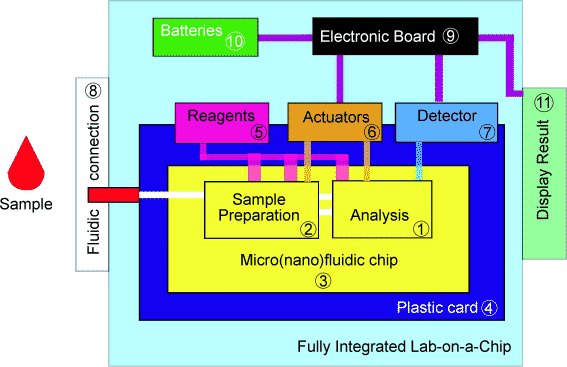 Batteries
⑩
Electronic Board ⑨
⑧
Fluidic connection
Reagents
⑤
Actuators
⑥
Detector
⑦
⑪
Display Result
Sample
Sample
Preparation
②
Analysis
①
Micro(nano)fluidic chip
③
Plastic card ④
Fully Integrated Lab-on-a-Chip